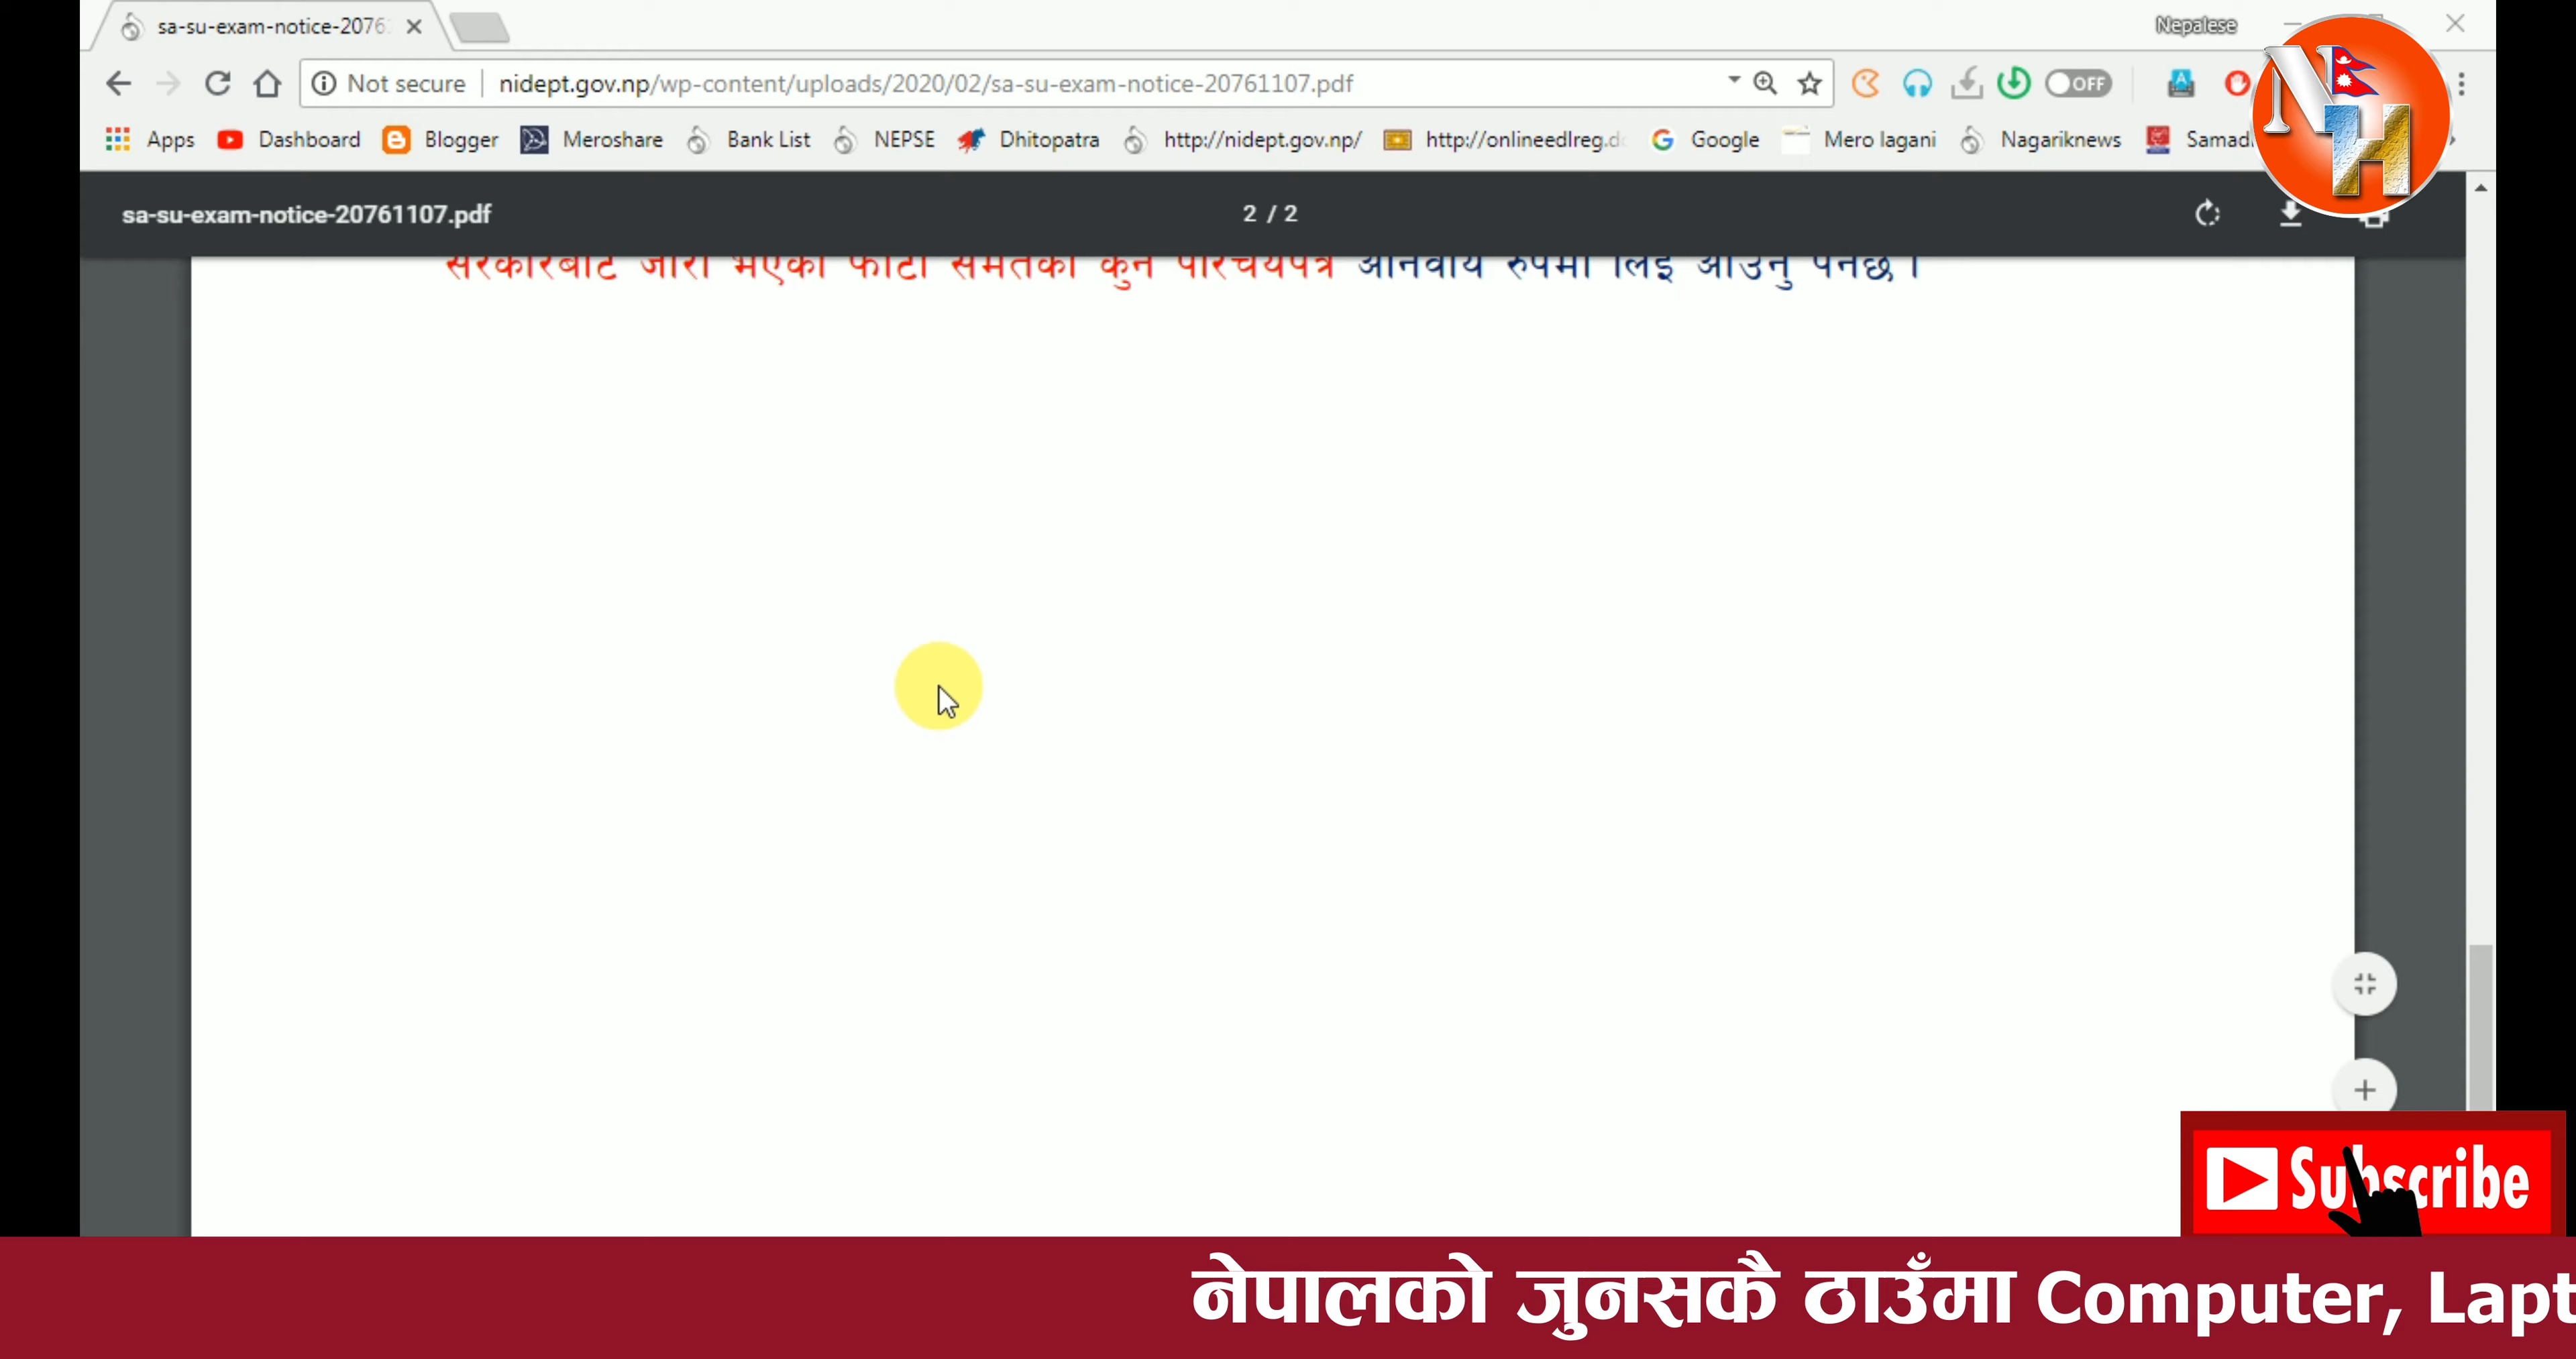 sa-su-exam-notice-2076
Nepalese
Not secure | nidept.gov.np/wp-content/uploads/2020/02/sa-su-exam-notice-20761107.pdf
OFF
Apps Dashboard Blogger Meroshare Bank List NEPSE Dhitopatra http://nidept.gov.np/ http://onlineedlreg.d Google Mero lagani Nagariknews Samad
NH
sa-su-exam-notice-20761107.pdf 2 / 2
सरकारबाट जारी भएको फोटो समेतको कुनै परिचयपत्र अनिवार्य रुपमा लिई आउनु पर्नेछ ।
Subscribe
नेपालको जुनसकै ठाउँमा Computer, Lapt